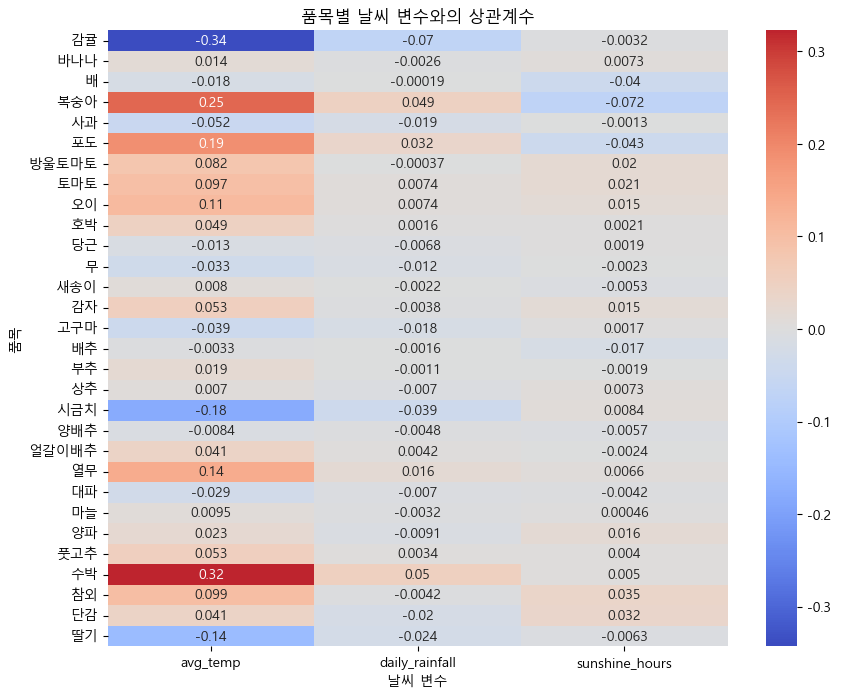 품목별 날씨 변수와의 상관계수
감귤 -0.34 -0.07 -0.0032
바나나 0.014 -0.0026 0.0073
배 -0.018 -0.00019 -0.04
복숭아 0.25 0.049 -0.072
사과 -0.052 -0.019 -0.0013
포도 0.19 0.032 -0.043
방울토마토 0.082 -0.00037 0.02
토마토 0.097 0.0074 0.021
오이 0.11 0.0074 0.015
호박 0.049 0.0016 0.0021
당근 -0.013 -0.0068 0.0019
무 -0.033 -0.012 -0.0023
새송이 0.008 -0.0022 -0.0053
감자 0.053 -0.0038 0.015
고구마 -0.039 -0.018 0.0017
배추 -0.0033 -0.0016 -0.017
부추 0.019 -0.0011 -0.0019
상추 0.007 -0.007 0.0073
시금치 -0.18 -0.039 0.0084
양배추 -0.0084 -0.0048 -0.0057
얼갈이배추 0.041 0.0042 -0.0024
열무 0.14 0.016 0.0066
대파 -0.029 -0.007 -0.0042
마늘 0.0095 -0.0032 0.00046
양파 0.023 -0.0091 0.016
풋고추 0.053 0.0034 0.004
수박 0.32 0.05 0.005
참외 0.099 -0.0042 0.035
단감 0.041 -0.02 0.032
딸기 -0.14 -0.024 -0.0063
avg_temp daily_rainfall sunshine_hours
날씨 변수
품목
0.3
0.2
0.1
0.0
-0.1
-0.2
-0.3